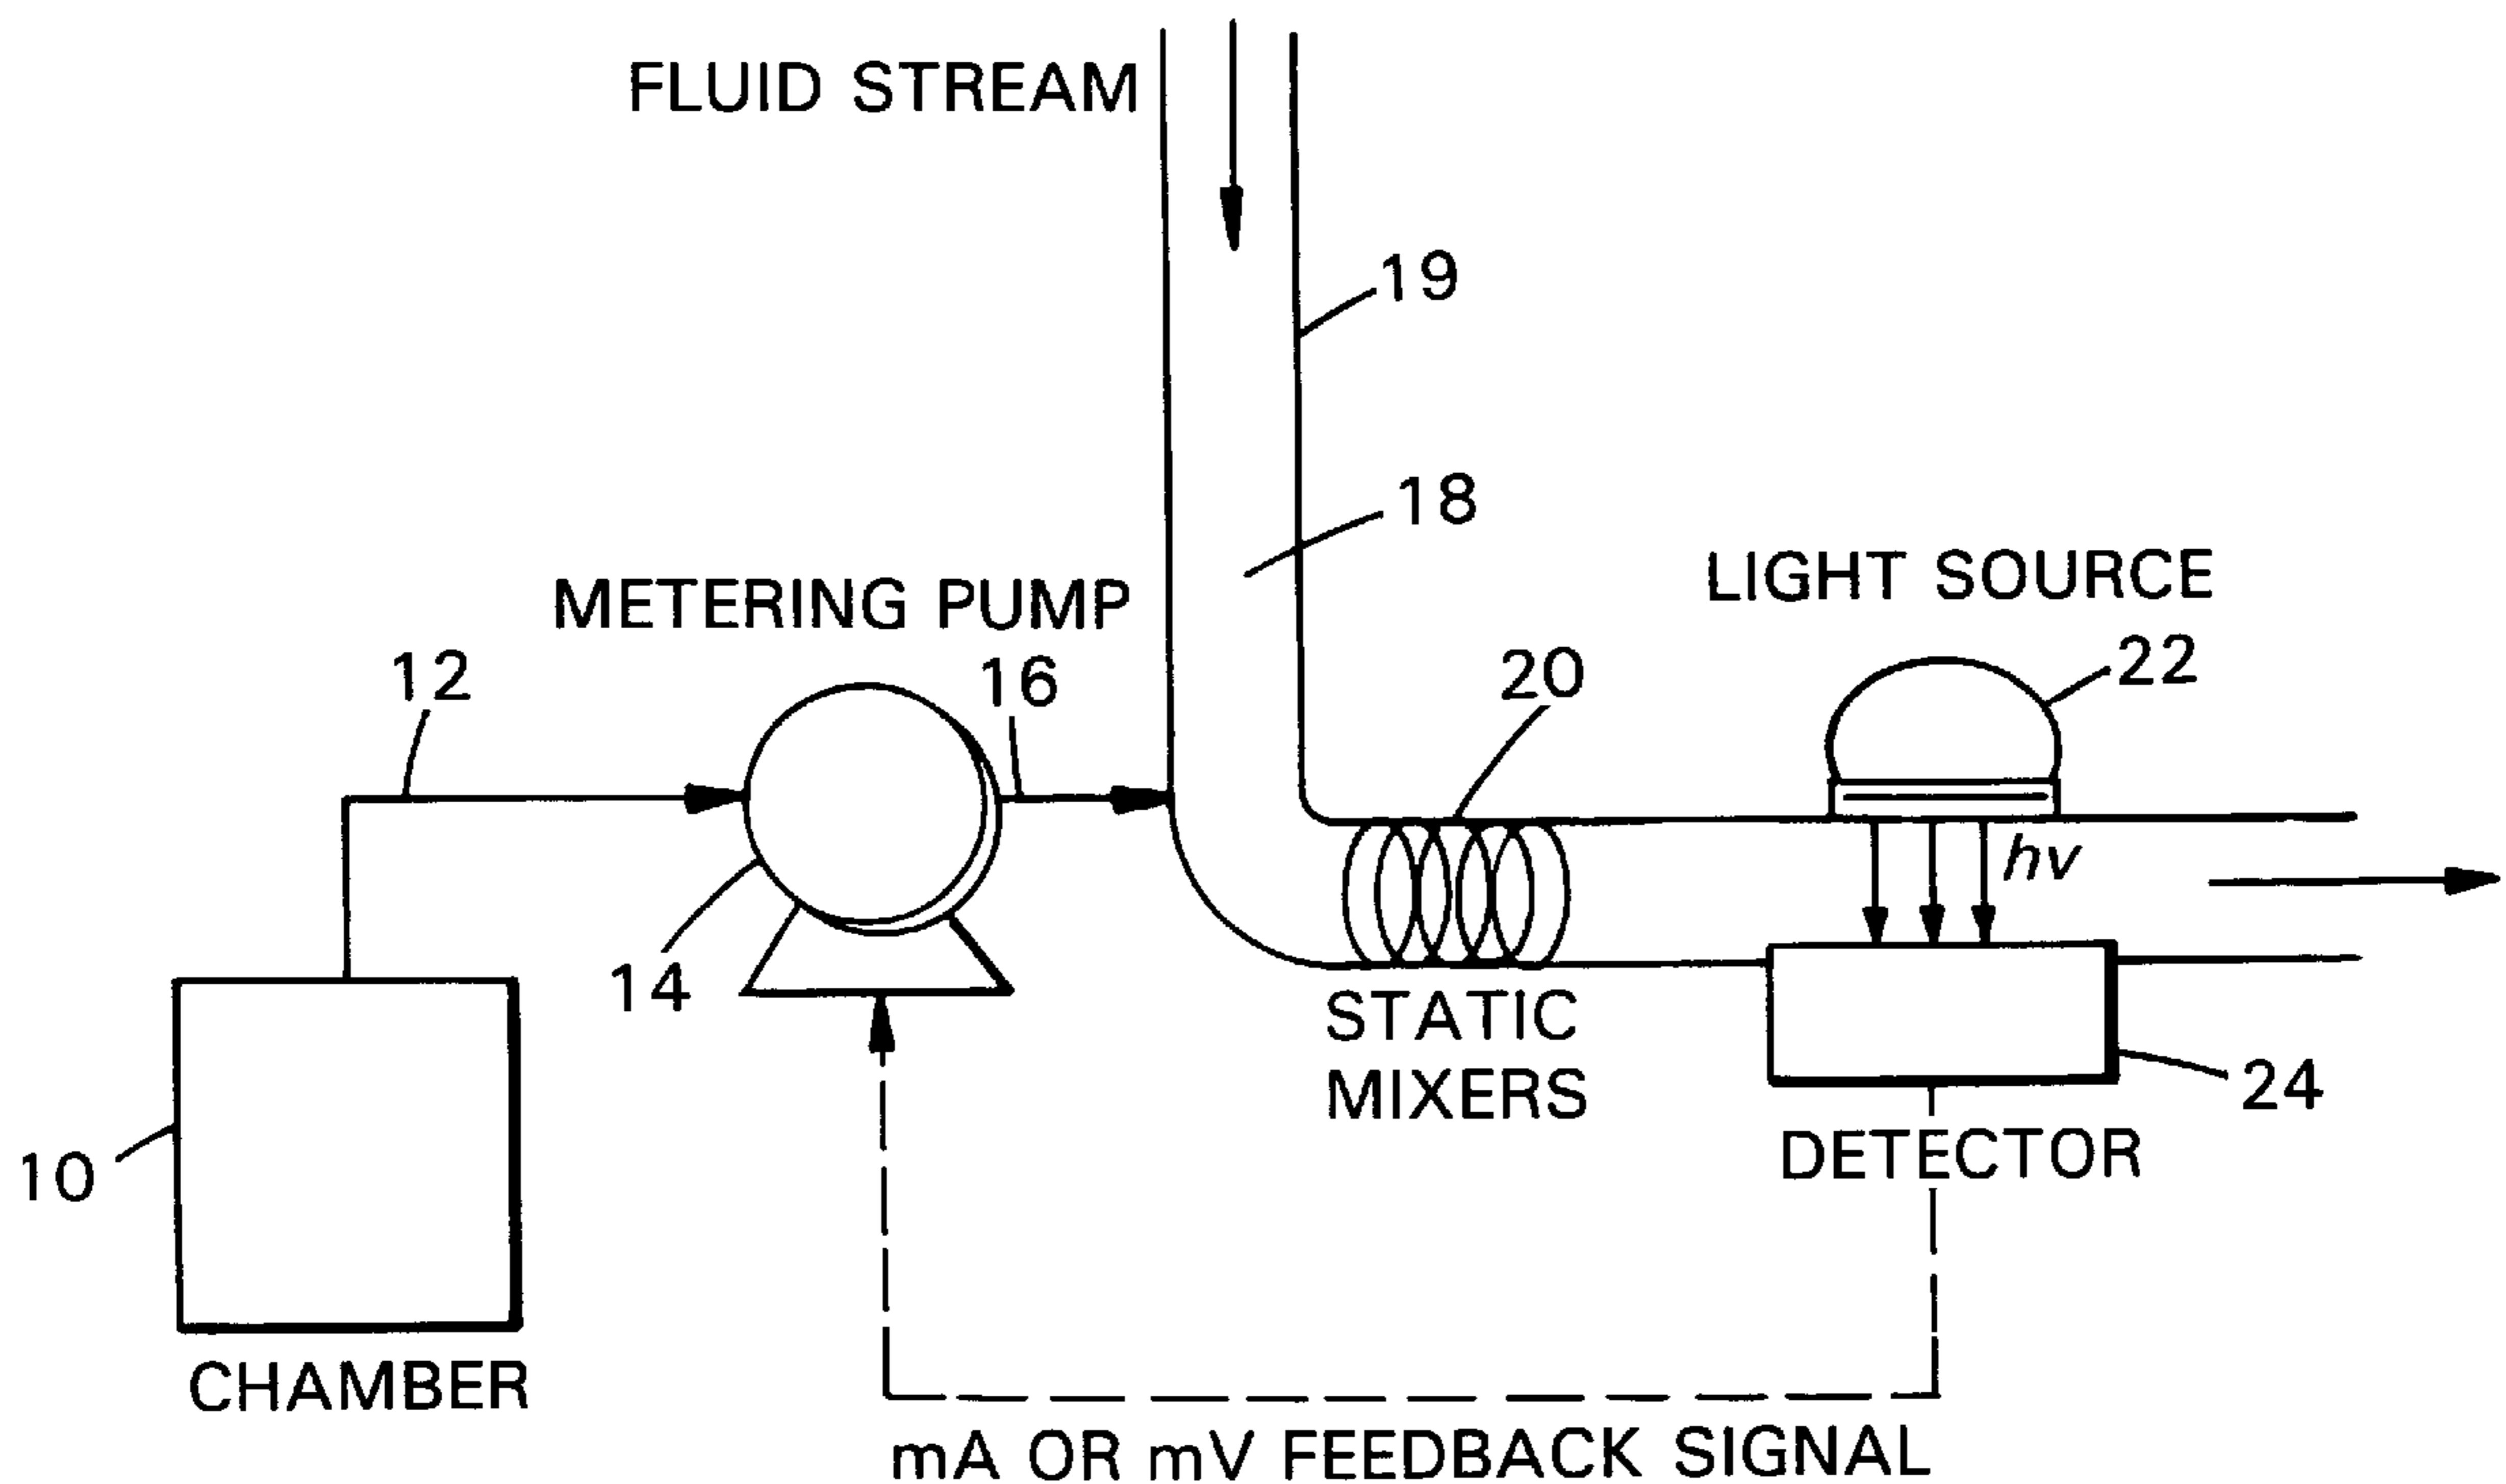 FLUID STREAM
19
18
METERING PUMP
LIGHT SOURCE
12
16
20
22
hv
14
STATIC
MIXERS
24
10
DETECTOR
CHAMBER
mA OR mV FEEDBACK SIGNAL